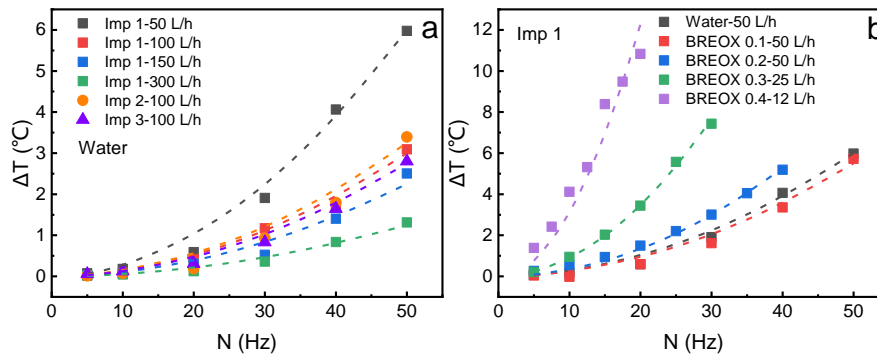 a
Imp 1-50 L/h
Imp 1-100 L/h
Imp 1-150 L/h
Imp 1-300 L/h
Imp 2-100 L/h
Imp 3-100 L/h
Water
ΔT (℃)
6
5
4
3
2
1
0
0
10
20
30
40
50
N (Hz)
b
Imp 1
Water-50 L/h
BREOX 0.1-50 L/h
BREOX 0.2-50 L/h
BREOX 0.3-25 L/h
BREOX 0.4-12 L/h
ΔT (℃)
12
10
8
6
4
2
0
0
10
20
30
40
50
N (Hz)